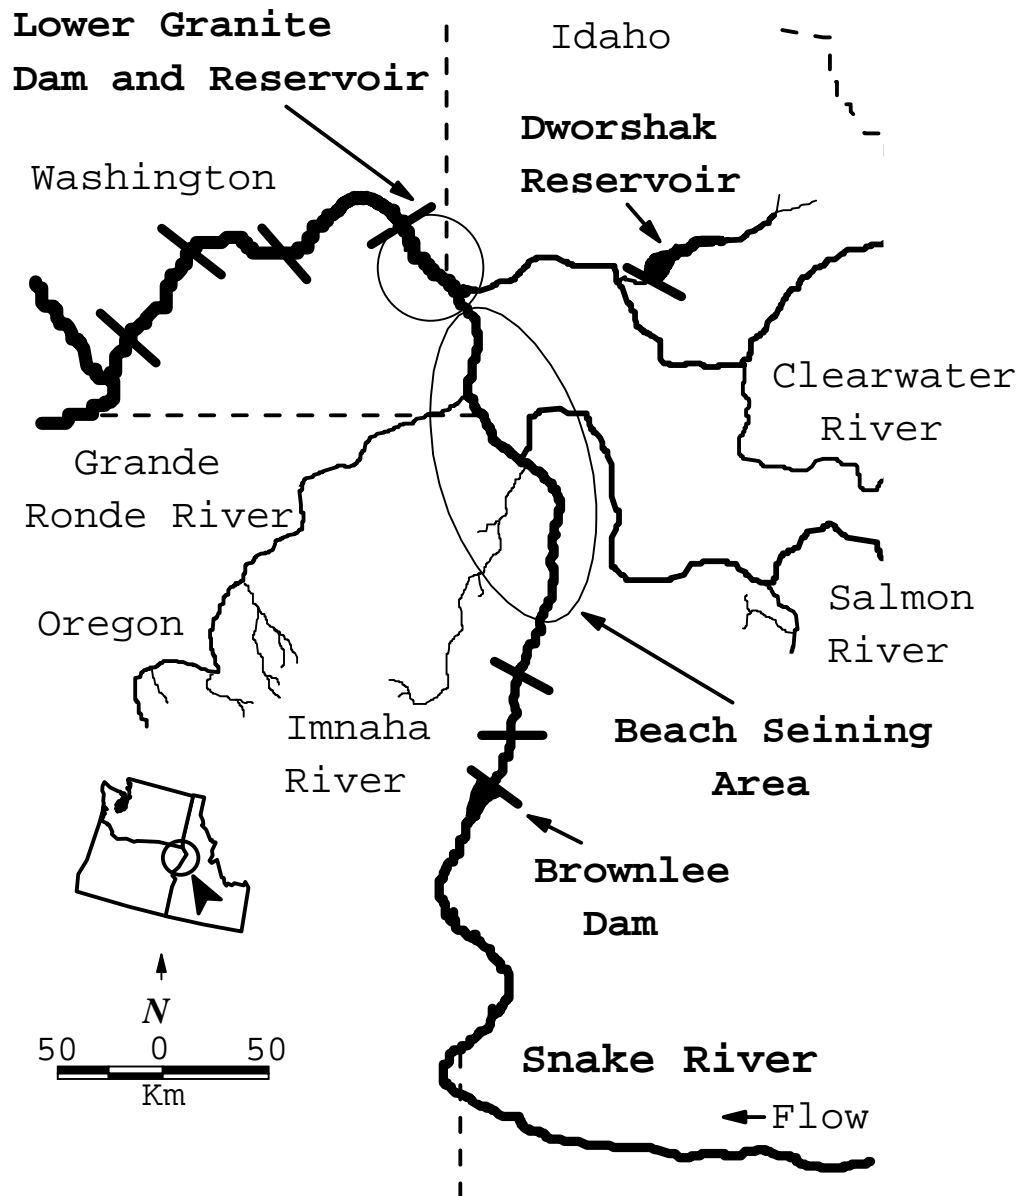 Lower Granite
Dam and Reservoir
Idaho
Dworshak
Reservoir
Washington
Clearwater
River
Grande
Ronde River
Oregon
Salmon
River
Imnaha
River
Beach Seining
Area
Brownlee
Dam
N
50 0 50
Km
Snake River
Flow